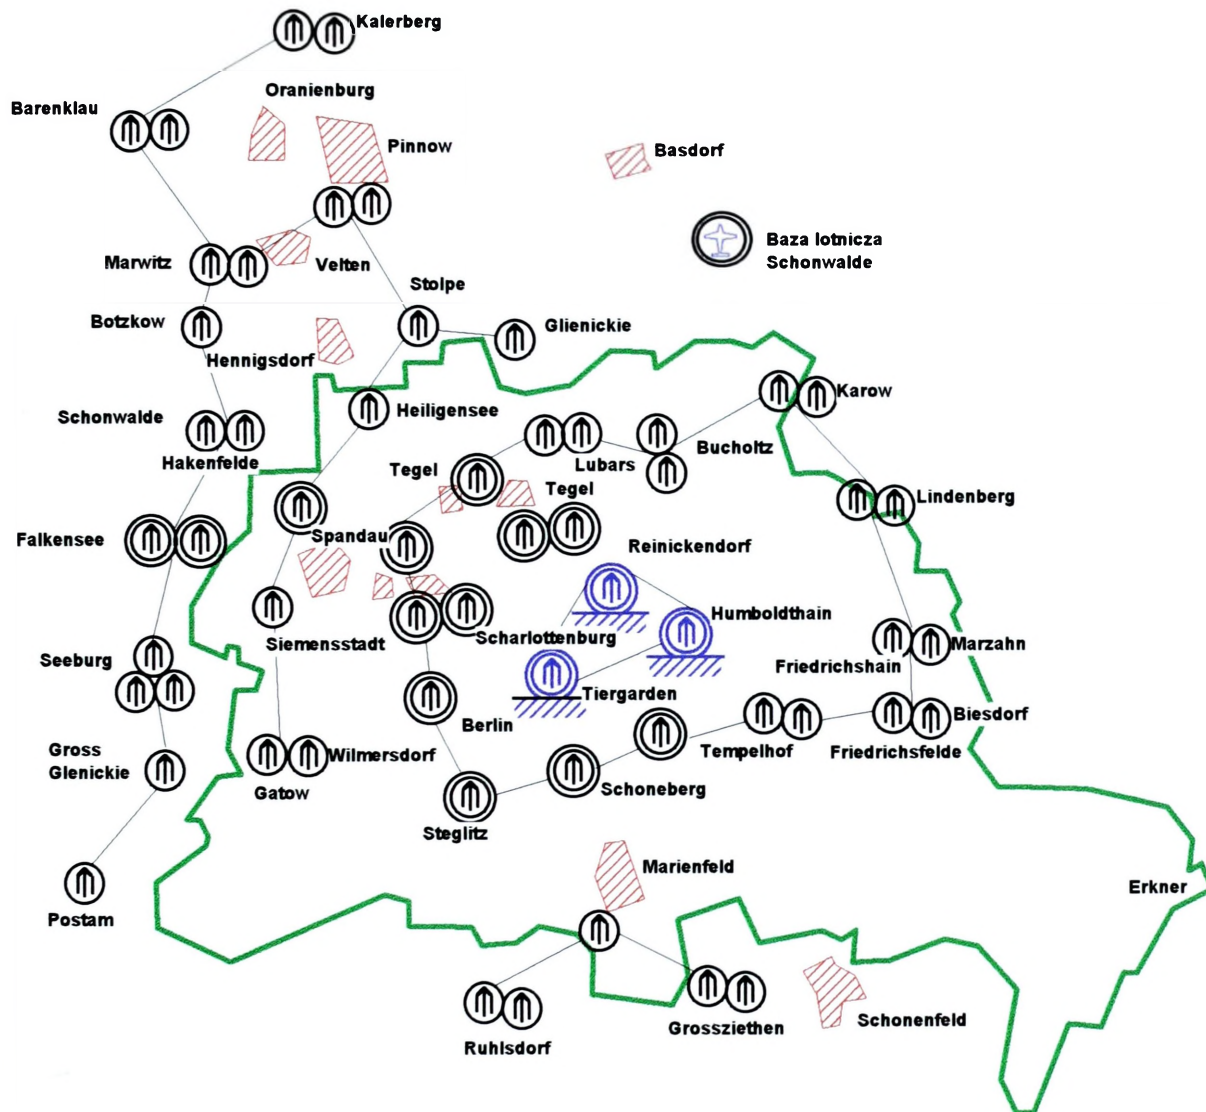 Kalerberg
Oranienburg
Barenklau
Pinnow
Basdorf
Baza lotnicza
Schonwalde
Marwitz
Velten
Stolpe
Botzkow
Glienickie
Hennigsdorf
Karow
Schonwalde
Heiligensee
Hakenfelde
Lubars
Bucholtz
Tegel
Tegel
Lindenberg
Falkensee
Spandau
Reinickendorf
Humboldthain
Siemensstadt
Scharlottenburg
Marzahn
Seeburg
Friedrichshain
Tiergarden
Berlin
Biesdorf
Gross
Glenickie
Wilmersdorf
Tempelhof
Friedrichsfelde
Gatow
Schoneberg
Steglitz
Marienfeld
Erkner
Postam
Schonenfeld
Grossziethen
Ruhlsdorf